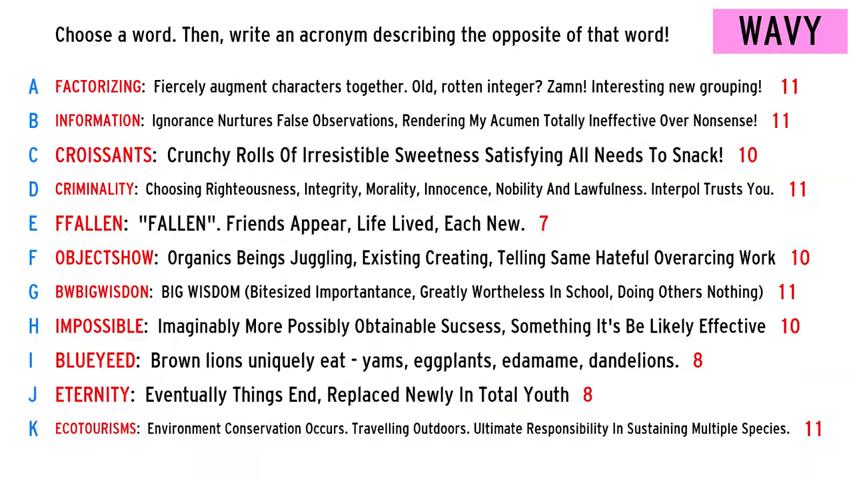 Choose a word. Then, write an acronym describing the opposite of that word!
WAVY
A FACTORIZING: Fiercely augment characters together. Old, rotten integer? Zamn! Interesting new grouping! 11
B INFORMATION: Ignorance Nurtures False Observations, Rendering My Acumen Totally Ineffective Over Nonsense! 11
C CROISSANTS: Crunchy Rolls Of Irresistible Sweetness Satisfying All Needs To Snack! 10
D CRIMINALITY: Choosing Righteousness, Integrity, Morality, Innocence, Nobility And Lawfulness. Interpol Trusts You. 11
E FFALLEN: "FALLEN". Friends Appear, Life Lived, Each New. 7
F OBJECTSHOW: Organics Beings Juggling, Existing Creating, Telling Same Hateful Overarcing Work 10
G BWBIGWISDON: BIG WISDOM (Bitesized Importantance, Greatly Wortheless In School, Doing Others Nothing) 11
H IMPOSSIBLE: Imaginably More Possibly Obtainable Sucsess, Something It's Be Likely Effective 10
I BLUEYEED: Brown lions uniquely eat - yams, eggplants, edamame, dandelions. 8
J ETERNITY: Eventually Things End, Replaced Newly In Total Youth 8
K ECOTOURISMS: Environment Conservation Occurs. Travelling Outdoors. Ultimate Responsibility In Sustaining Multiple Species. 11